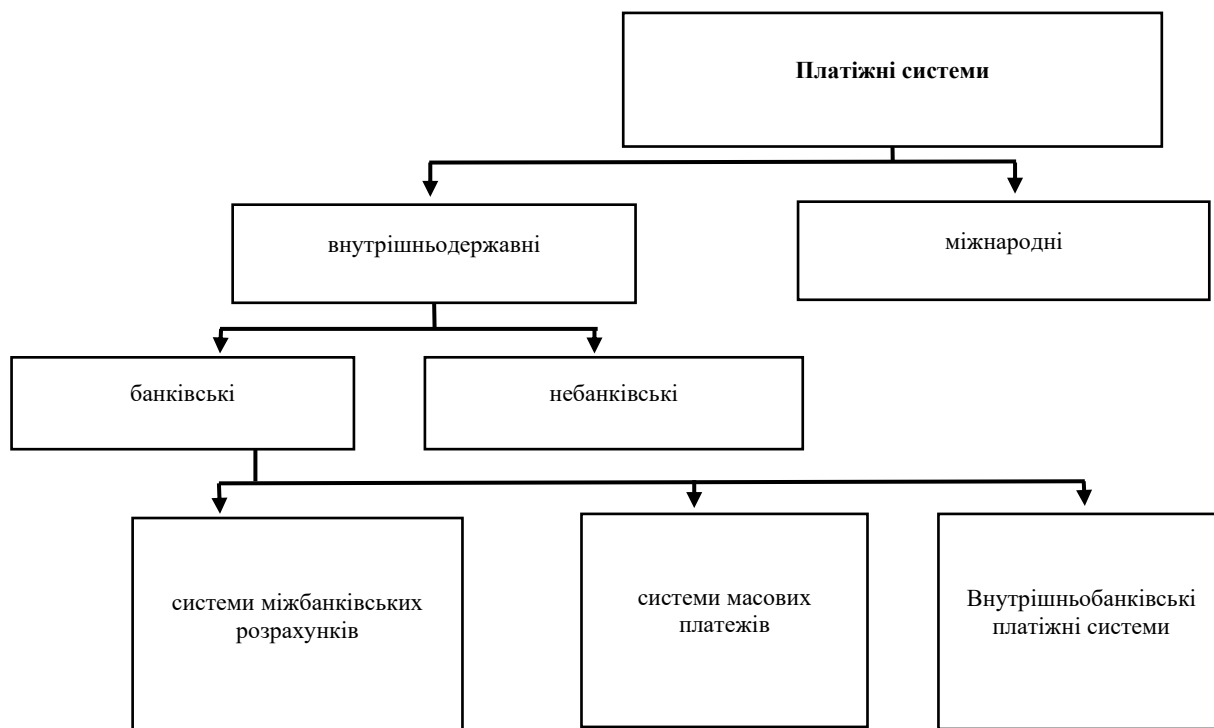 Платіжні системи
внутрішньодержавні
міжнародні
банківські
небанківські
системи міжбанківських
розрахунків
системи масових
платежів
Внутрішньобанківські
платіжні системи